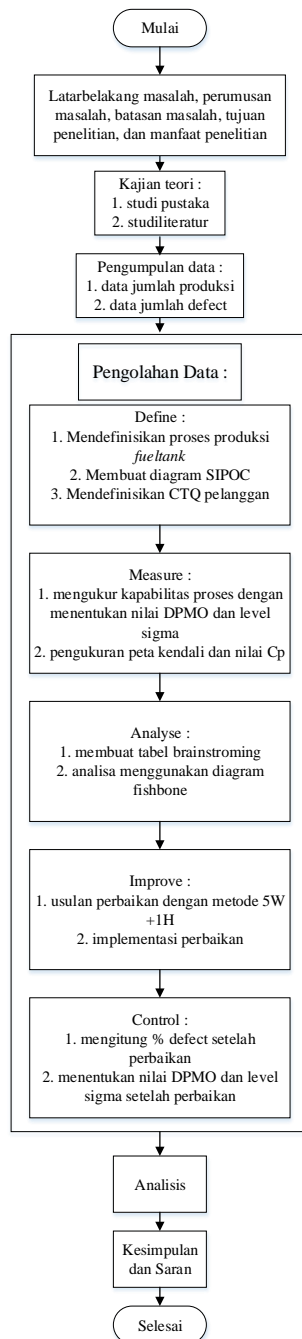 Mulai
Latarbelakang masalah, perumusan
masalah, batasan masalah, tujuan
penelitian, dan manfaat penelitian
Kajian teori :
1. studi pustaka
2. studiliteratur
Pengumpulan data :
1. data jumlah produksi
2. data jumlah defect
Pengolahan Data :
Define :
1. Mendefinisikan proses produksi
fueltank
2. Membuat diagram SIPOC
3. Mendefinisikan CTQ pelanggan
Measure :
1. mengukur kapabilitas proses dengan
menentukan nilai DPMO dan level
sigma
2. pengukuran peta kendali dan nilai Cp
Analyse :
1. membuat tabel brainstroming
2. analisa menggunakan diagram
fishbone
Improve :
1. usulan perbaikan dengan metode 5W
+1H
2. implementasi perbaikan
Control :
1. mengitung % defect setelah
perbaikan
2. menentukan nilai DPMO dan level
sigma setelah perbaikan
Analisis
Kesimpulan
dan Saran
Selesai